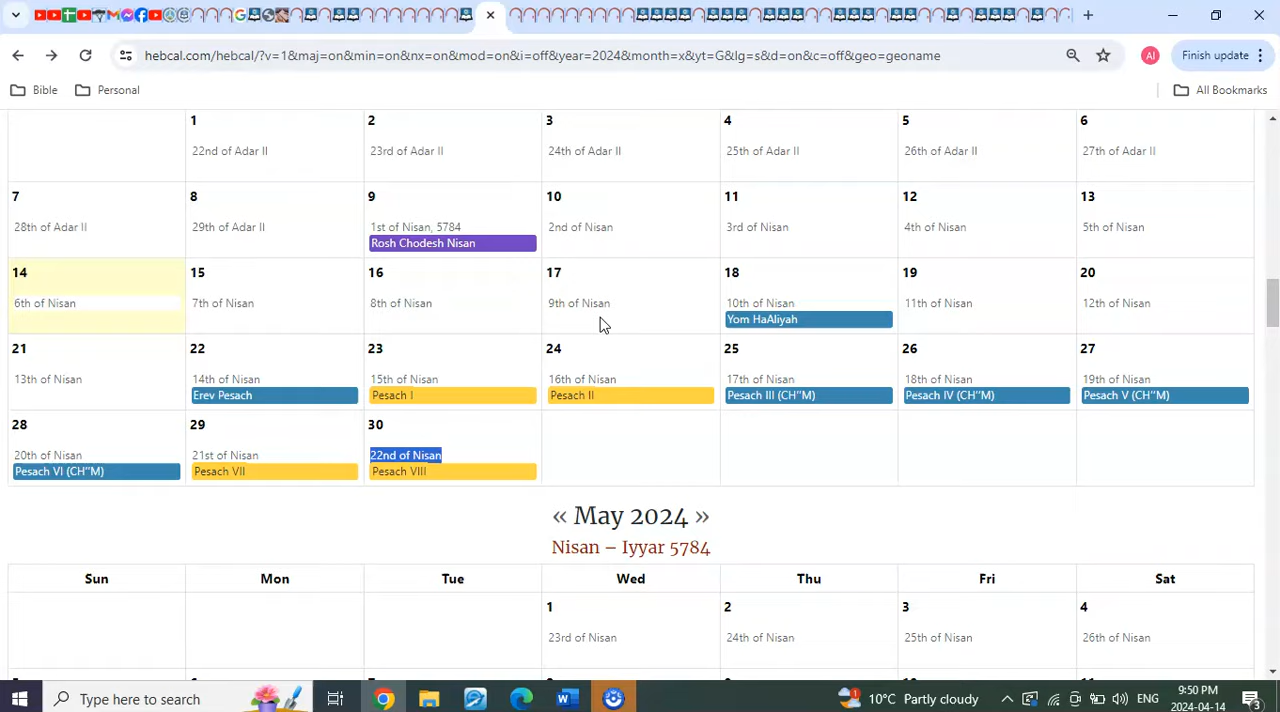 hebcal.com/hebcal/?v=1&maj=on&min=on&nx=on&mod=on&i=off&year=2024&month=x&yt=G&lg=s&d=on&c=off&geo=geoname
AI
Finish update
Bible Personal
All Bookmarks
1 2 3 4 5 6
22nd of Adar II 23rd of Adar II 24th of Adar II 25th of Adar II 26th of Adar II 27th of Adar II
7 8 9 10 11 12 13
28th of Adar II 29th of Adar II 1st of Nisan, 5784 2nd of Nisan 3rd of Nisan 4th of Nisan 5th of Nisan
Rosh Chodesh Nisan
14 15 16 17 18 19 20
6th of Nisan 7th of Nisan 8th of Nisan 9th of Nisan 10th of Nisan 11th of Nisan 12th of Nisan
Yom HaAliyah
21 22 23 24 25 26 27
13th of Nisan 14th of Nisan 15th of Nisan 16th of Nisan 17th of Nisan 18th of Nisan 19th of Nisan
Erev Pesach Pesach I Pesach II Pesach III (CH’’M) Pesach IV (CH’’M) Pesach V (CH’’M)
28 29 30
20th of Nisan 21st of Nisan 22nd of Nisan
Pesach VI (CH’’M) Pesach VII Pesach VIII
« May 2024 »
Nisan – Iyyar 5784
Sun Mon Tue Wed Thu Fri Sat
1 2 3 4
23rd of Nisan 24th of Nisan 25th of Nisan 26th of Nisan
Type here to search
1
10°C Partly cloudy
ENG
9:50 PM
2024-04-14
3